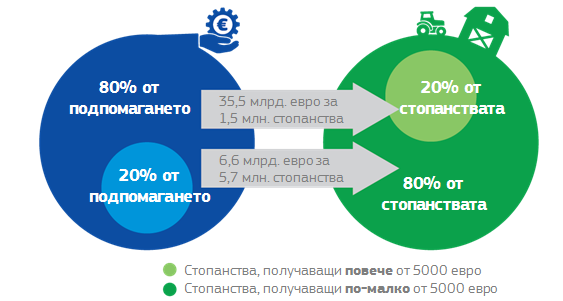 80% от
подпомагането
35,5 млрд. евро за
1,5 млн. стопанства
20% от
стопанствата
20% от
подпомагането
6,6 млрд. евро за
5,7 млн. стопанства
80% от
стопанствата
Стопанства, получаващи повече от 5000 евро
Стопанства, получаващи по-малко от 5000 евро